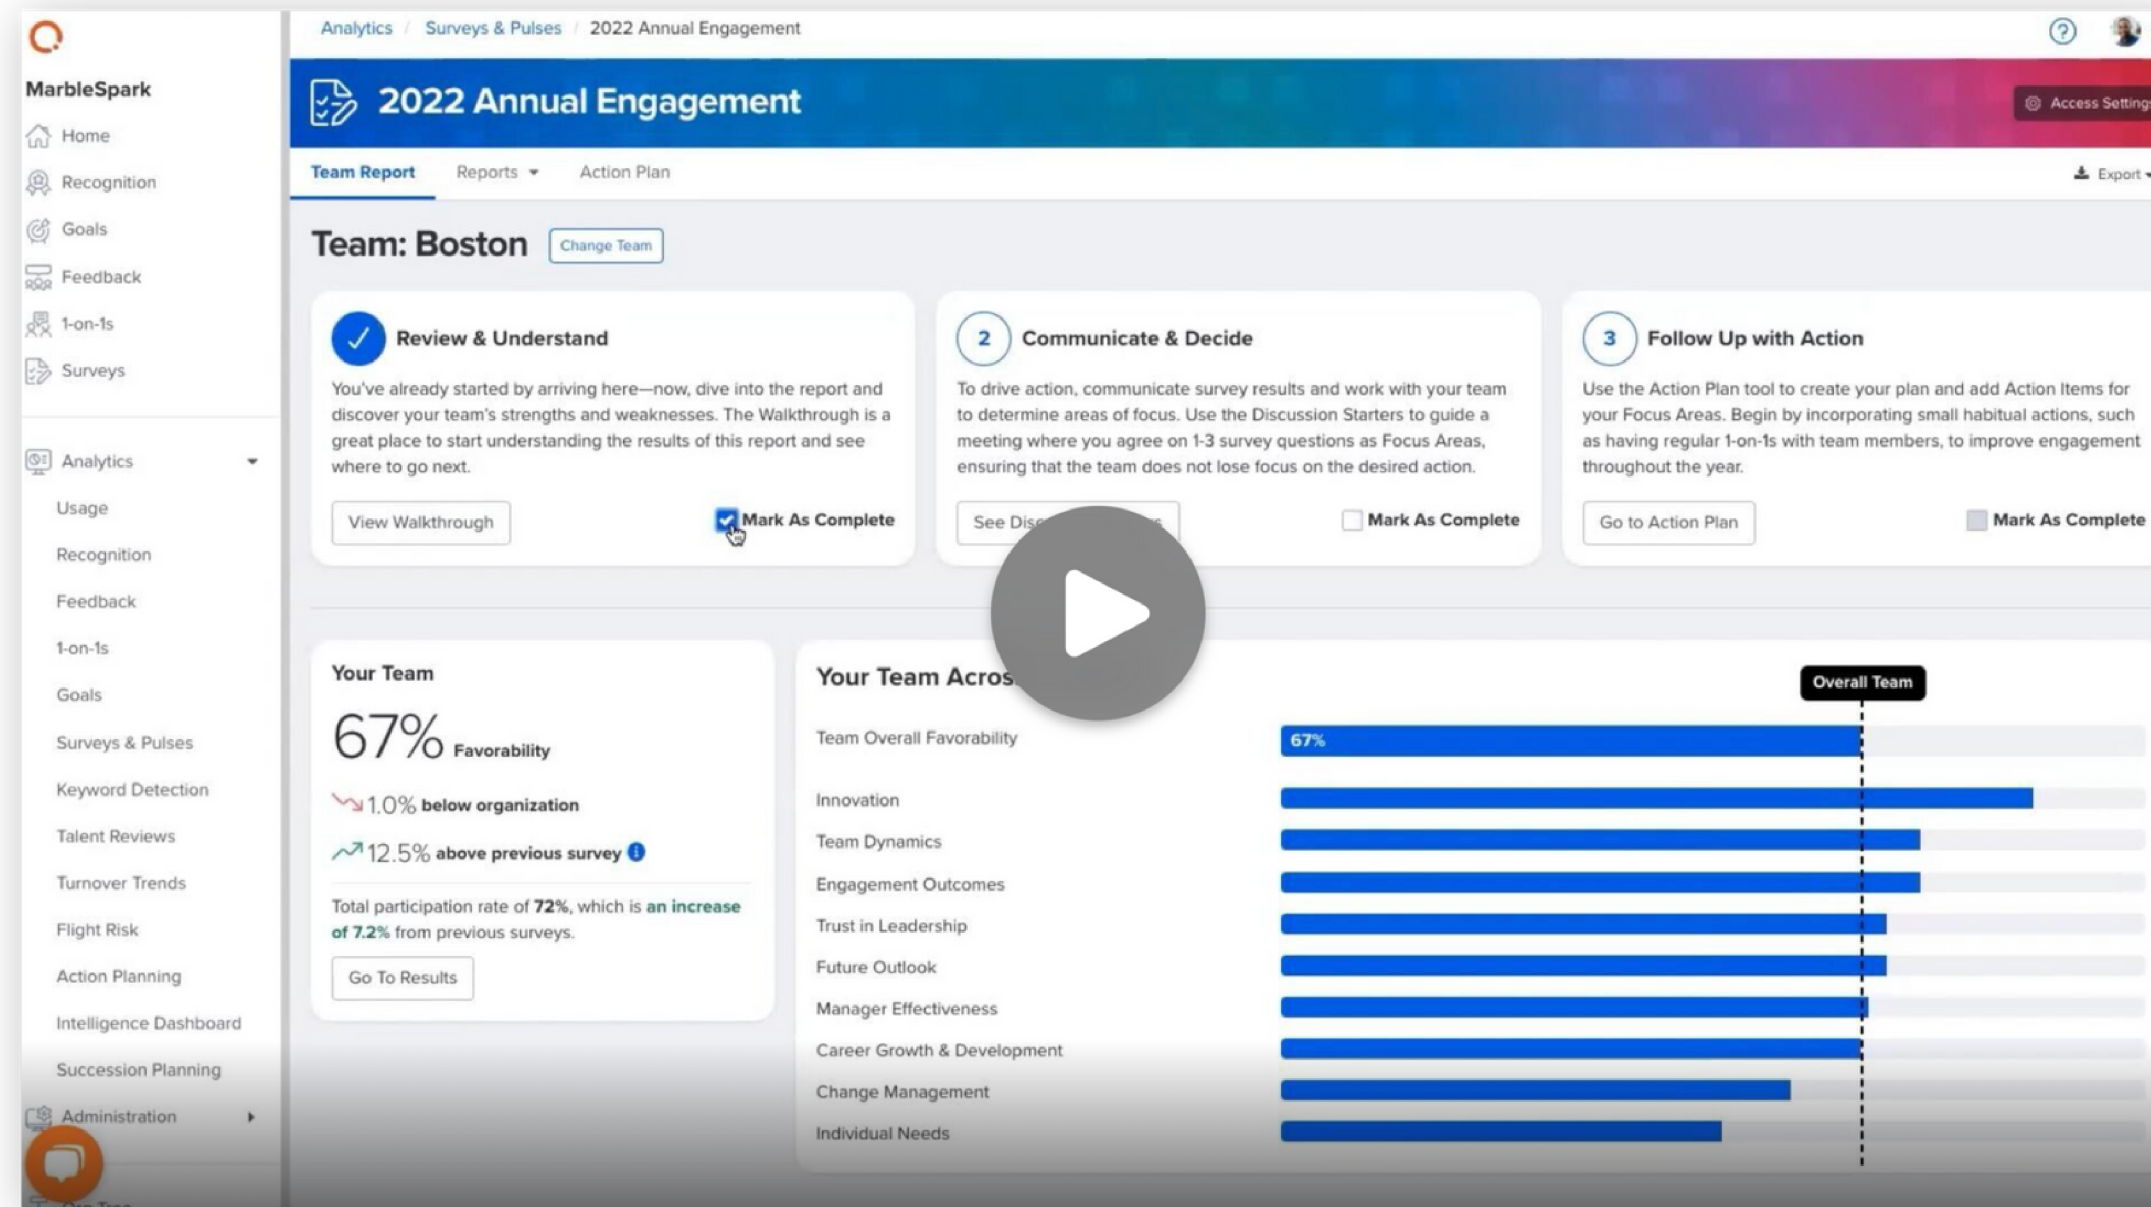 MarbleSpark
Home
Recognition
Goals
Feedback
1-on-1s
Surveys
Analytics
Usage
Recognition
Feedback
1-on-1s
Goals
Surveys & Pulses
Keyword Detection
Talent Reviews
Turnover Trends
Flight Risk
Action Planning
Intelligence Dashboard
Succession Planning
Administration
Analytics / Surveys & Pulses / 2022 Annual Engagement
2022 Annual Engagement
Access Settings
Team Report Reports Action Plan
Export
Team: Boston Change Team
Review & Understand
You've already started by arriving here—now, dive into the report and
discover your team's strengths and weaknesses. The Walkthrough is a
great place to start understanding the results of this report and see
where to go next.
View Walkthrough Mark As Complete
2 Communicate & Decide
To drive action, communicate survey results and work with your team
to determine areas of focus. Use the Discussion Starters to guide a
meeting where you agree on 1-3 survey questions as Focus Areas,
ensuring that the team does not lose focus on the desired action.
See Mark As Complete
3 Follow Up with Action
Use the Action Plan tool to create your plan and add Action Items for
your Focus Areas. Begin by incorporating small habitual actions, such
as having regular 1-on-1s with team members, to improve engagement
throughout the year.
Go to Action Plan Mark As Complete
Your Team
67% Favorability
1.0% below organization
12.5% above previous survey
Total participation rate of 72%, which is an increase
of 7.2% from previous surveys.
Go To Results
Your Team
Overall Team
Team Overall Favorability 67%
Innovation
Team Dynamics
Engagement Outcomes
Trust in Leadership
Future Outlook
Manager Effectiveness
Career Growth & Development
Change Management
Individual Needs